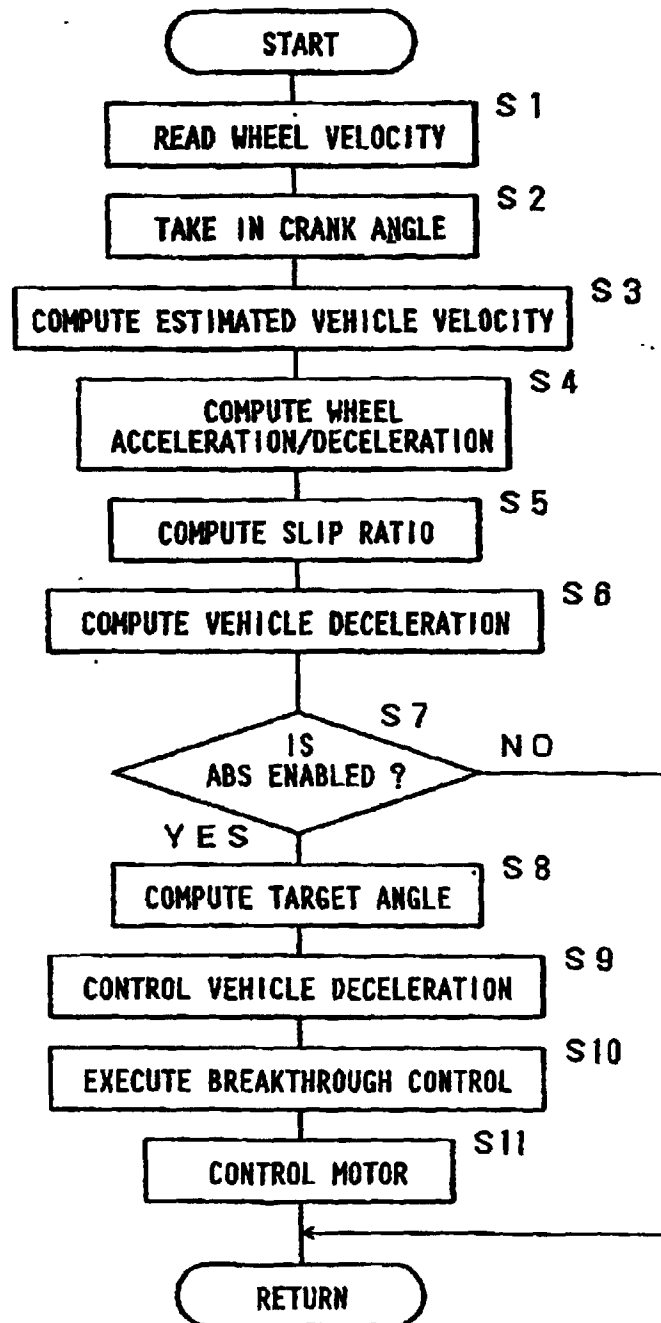 START
S1
READ WHEEL VELOCITY
S2
TAKE IN CRANK ANGLE
S3
COMPUTE ESTIMATED VEHICLE VELOCITY
S4
COMPUTE WHEEL
ACCELERATION/DECELERATION
S5
COMPUTE SLIP RATIO
S6
COMPUTE VEHICLE DECELERATION
S7
IS
ABS ENABLED ?
NO
YES
S8
COMPUTE TARGET ANGLE
S9
CONTROL VEHICLE DECELERATION
S10
EXECUTE BREAKTHROUGH CONTROL
S11
CONTROL MOTOR
RETURN